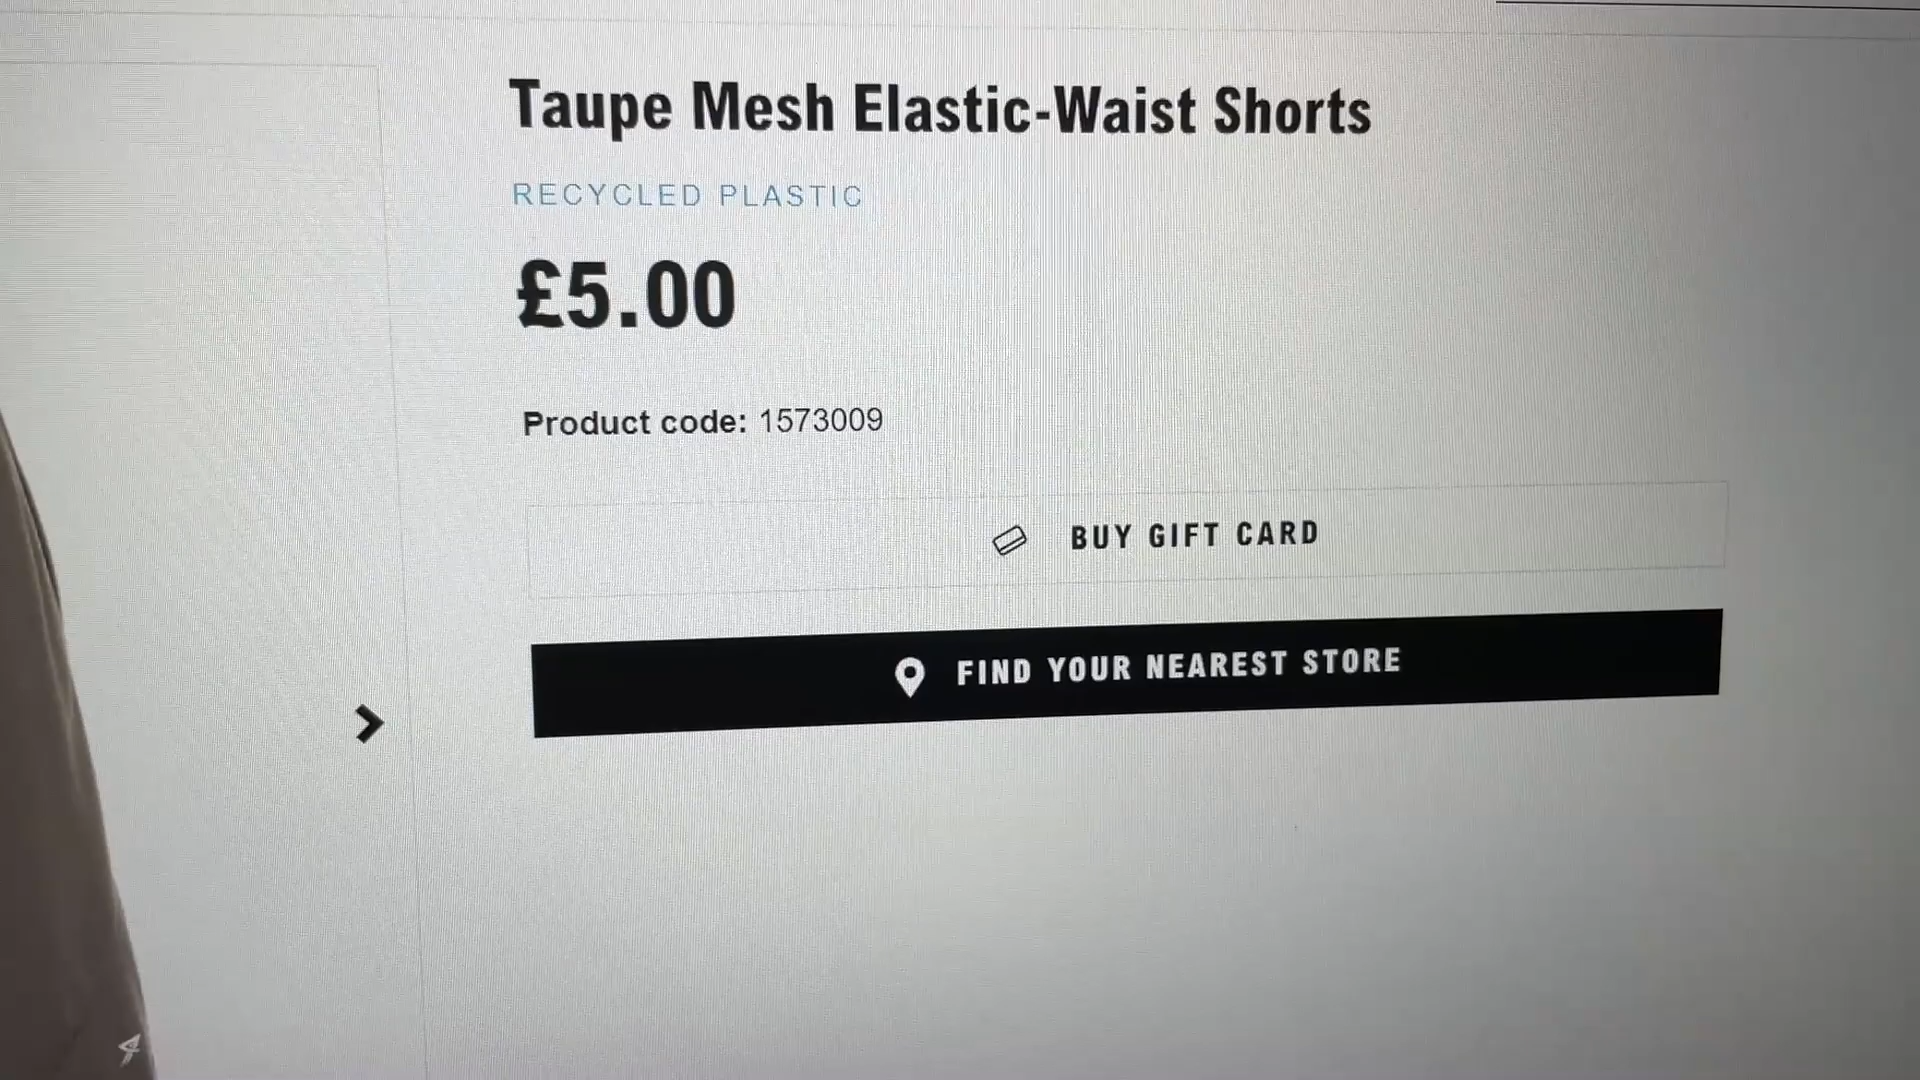 Taupe Mesh Elastic-Waist Shorts
RECYCLED PLASTIC
£5.00
Product code: 1573009
BUY GIFT CARD
FIND YOUR NEAREST STORE